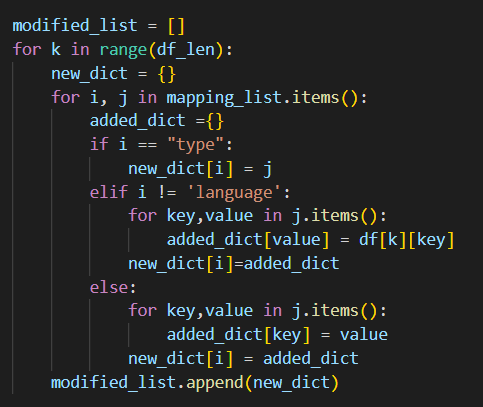 modified_list = []
for k in range(df_len):
    new_dict = {}
    for i, j in mapping_list.items():
        added_dict ={}
        if i == "type":
            new_dict[i] = j
        elif i != 'language':
            for key,value in j.items():
                added_dict[value] = df[k][key]
            new_dict[i]=added_dict
        else:
            for key,value in j.items():
                added_dict[key] = value
            new_dict[i] = added_dict
    modified_list.append(new_dict)